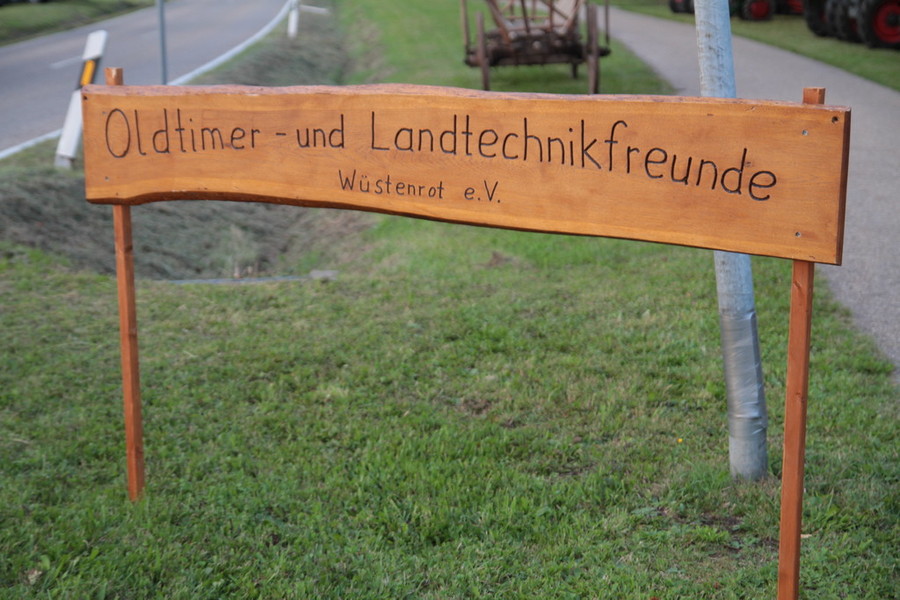 Oldtimer - und Landtechnikfreunde
Wüstenrot e.V.